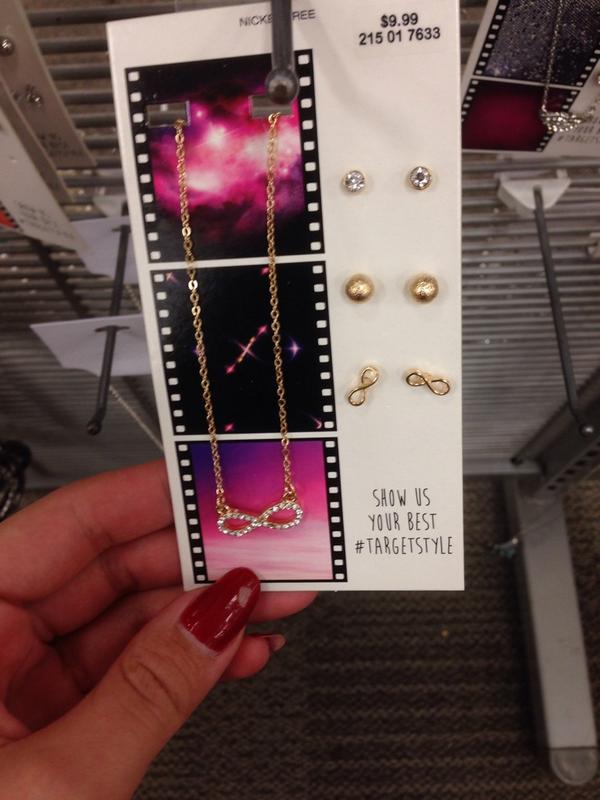 $9.99
215 01 7633
SHOW US
YOUR BEST
#TARGETSTYLE